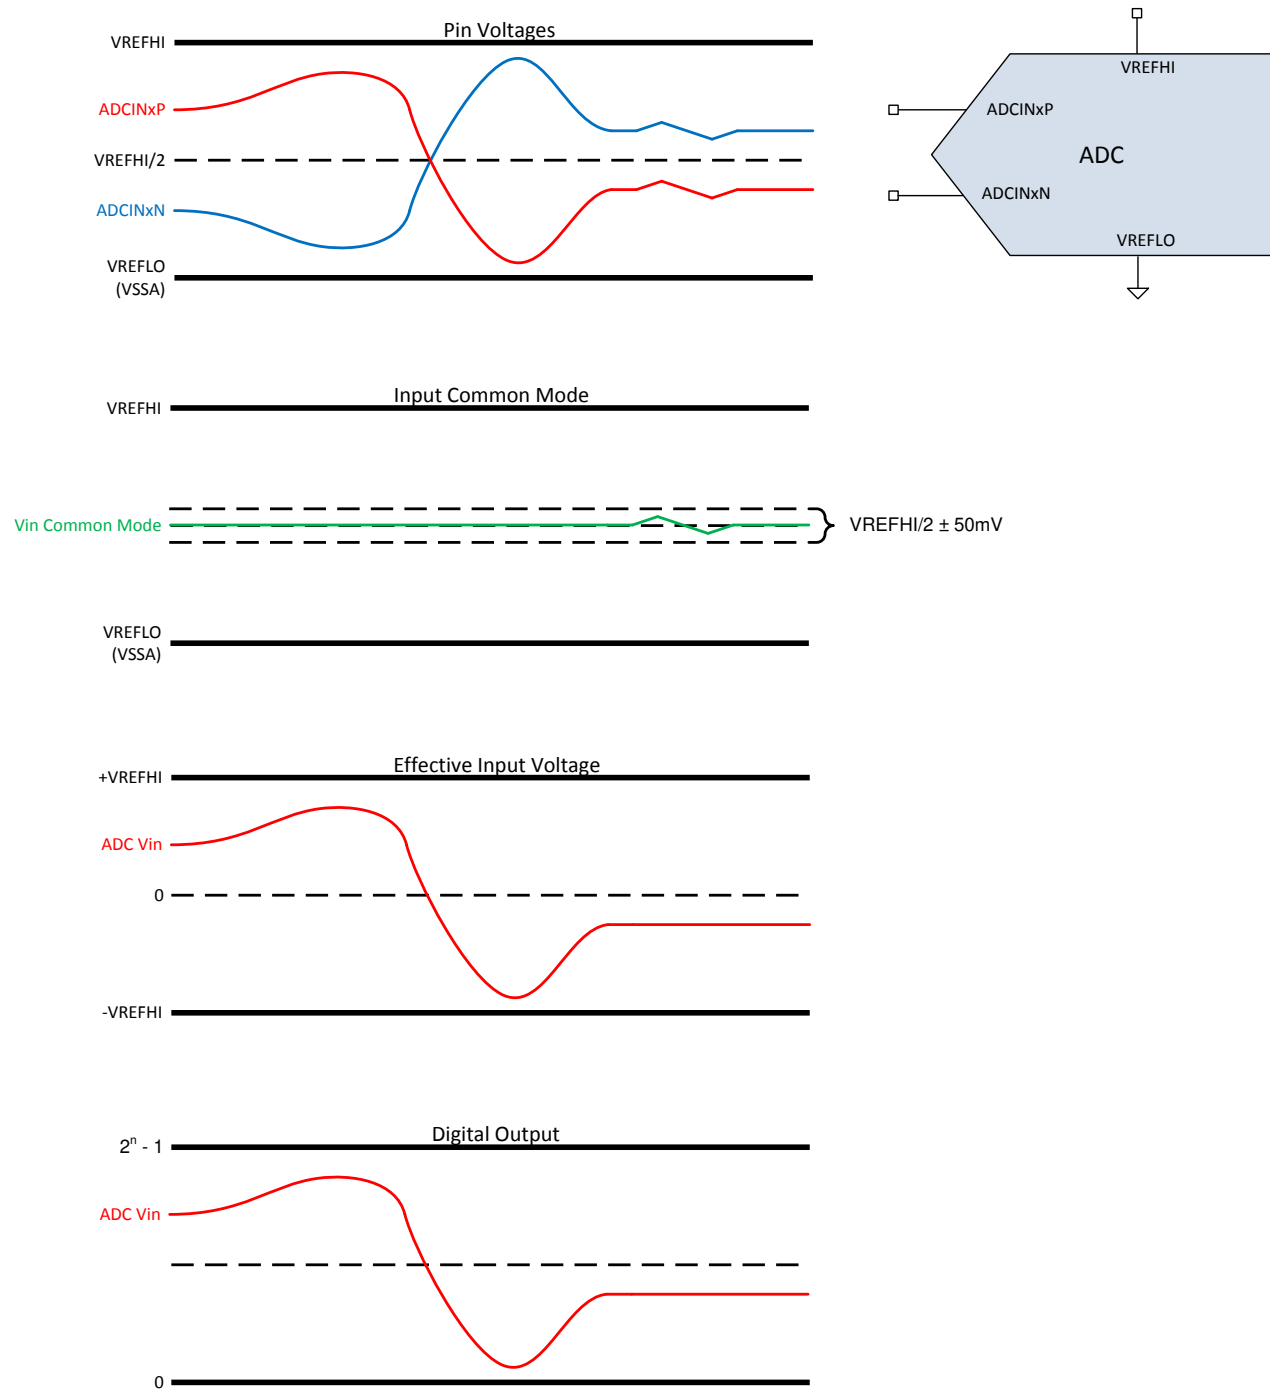 Pin Voltages
VREFHI
ADCINxP
VREFHI/2
ADCINxN
VREFLO
(VSSA)
VREFHI
ADCINxP
ADC
ADCINxN
VREFLO
Input Common Mode
VREFHI
Vin Common Mode
VREFHI/2 ± 50mV
VREFLO
(VSSA)
Effective Input Voltage
+VREFHI
ADC Vin
0
-VREFHI
Digital Output
2ⁿ - 1
ADC Vin
0